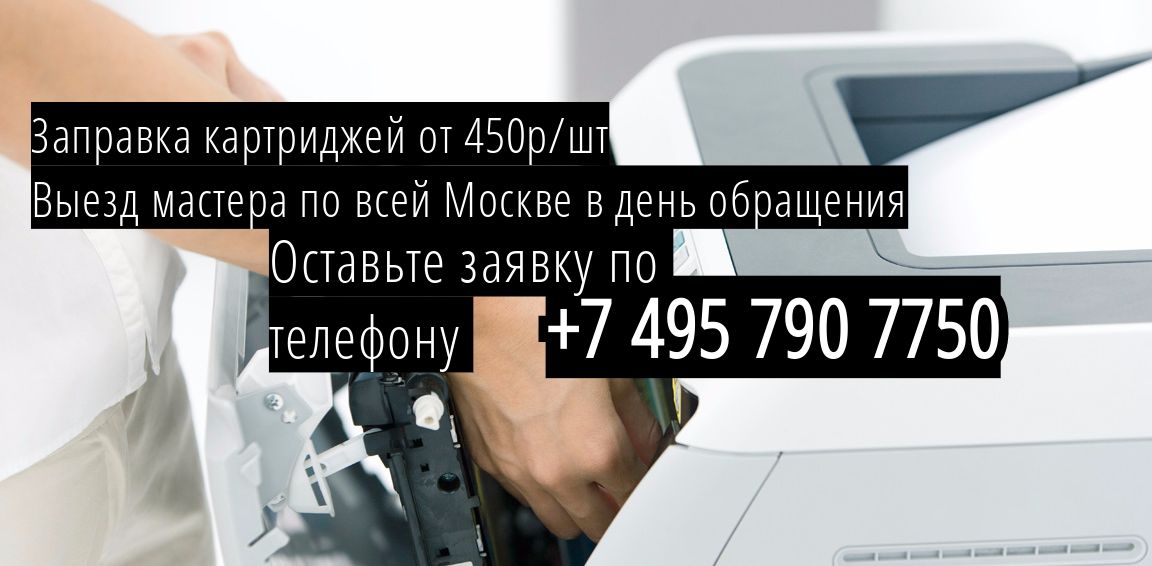 Заправка картриджей от 450р/шт
Выезд мастера по всей Москве в день обращения
Оставьте заявку по
телефону +7 495 790 7750